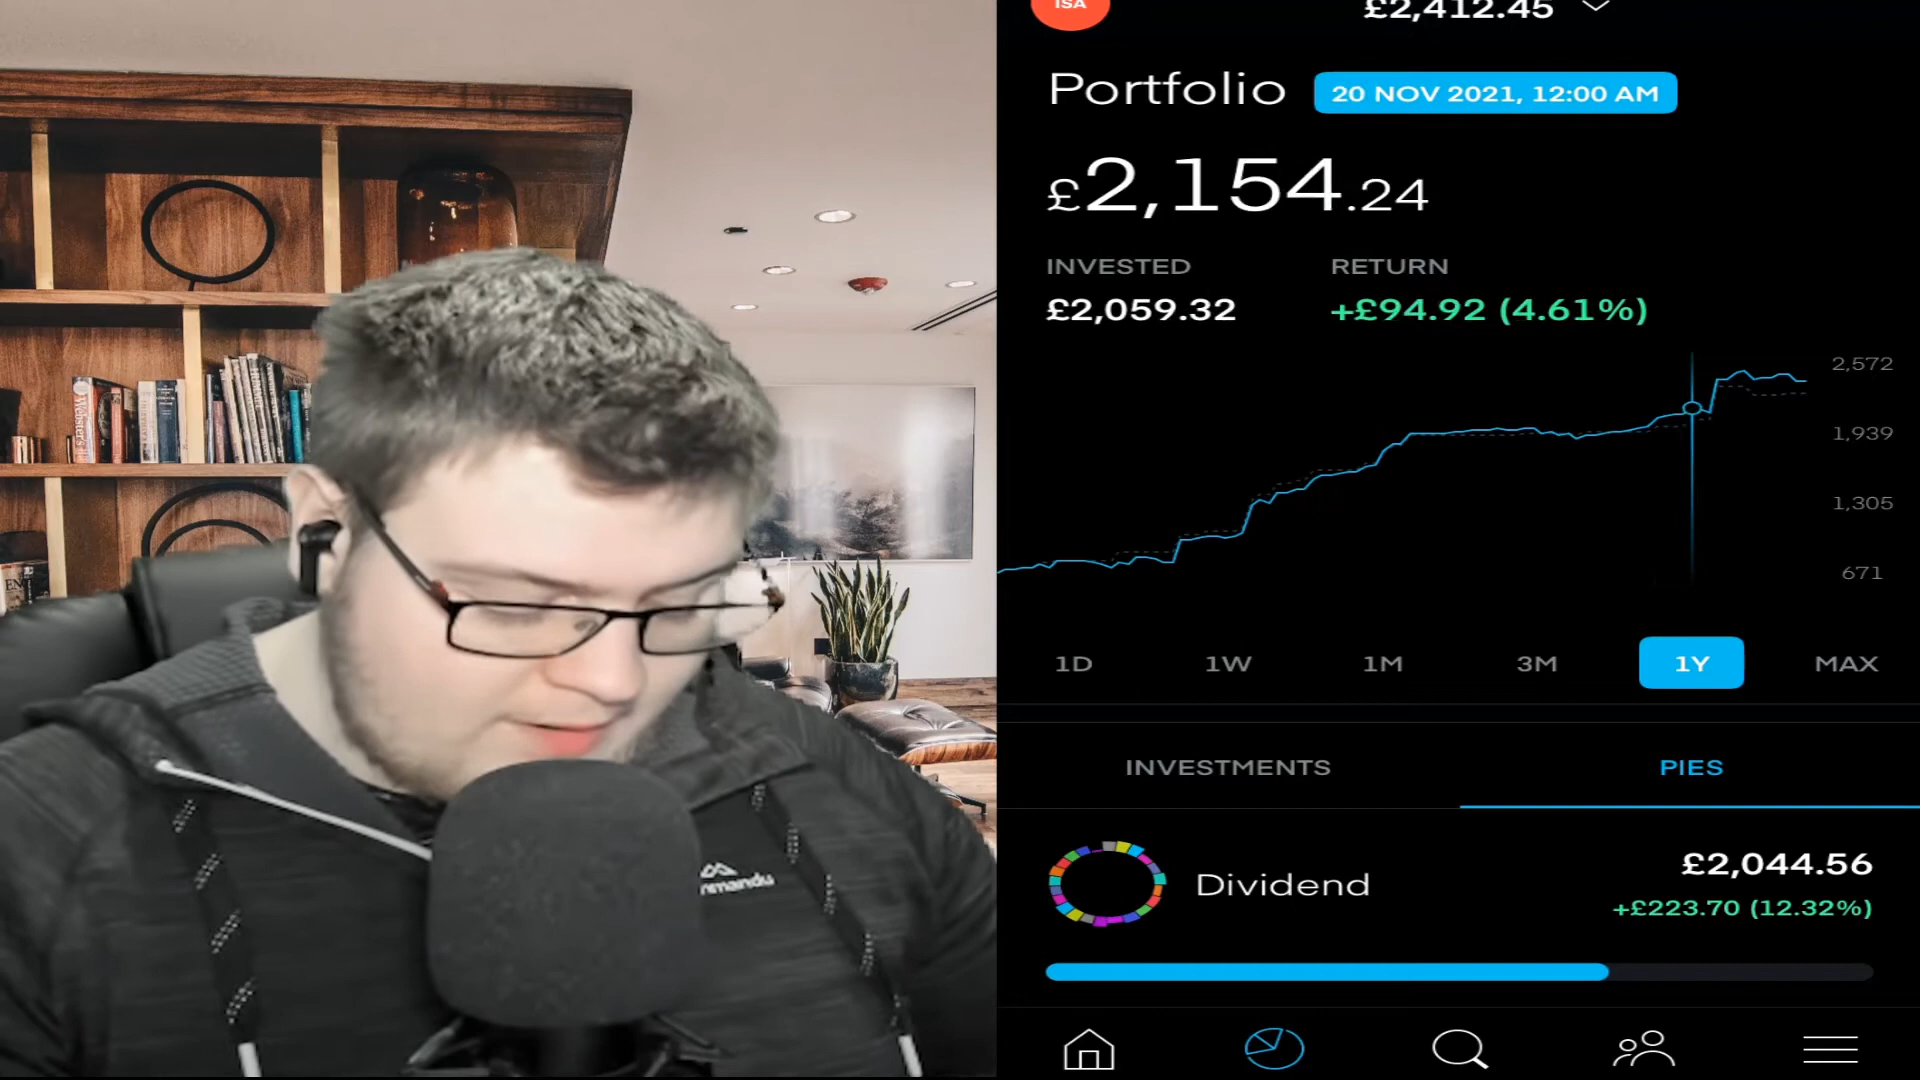 ISA
£2,412.45
Portfolio
20 NOV 2021, 12:00 AM
£2,154.24
INVESTED
RETURN
£2,059.32
+£94.92 (4.61%)
2,572
1,939
1,305
671
1D
1W
1M
3M
1Y
MAX
INVESTMENTS
PIES
Dividend
£2,044.56
+£223.70 (12.32%)
Webster's